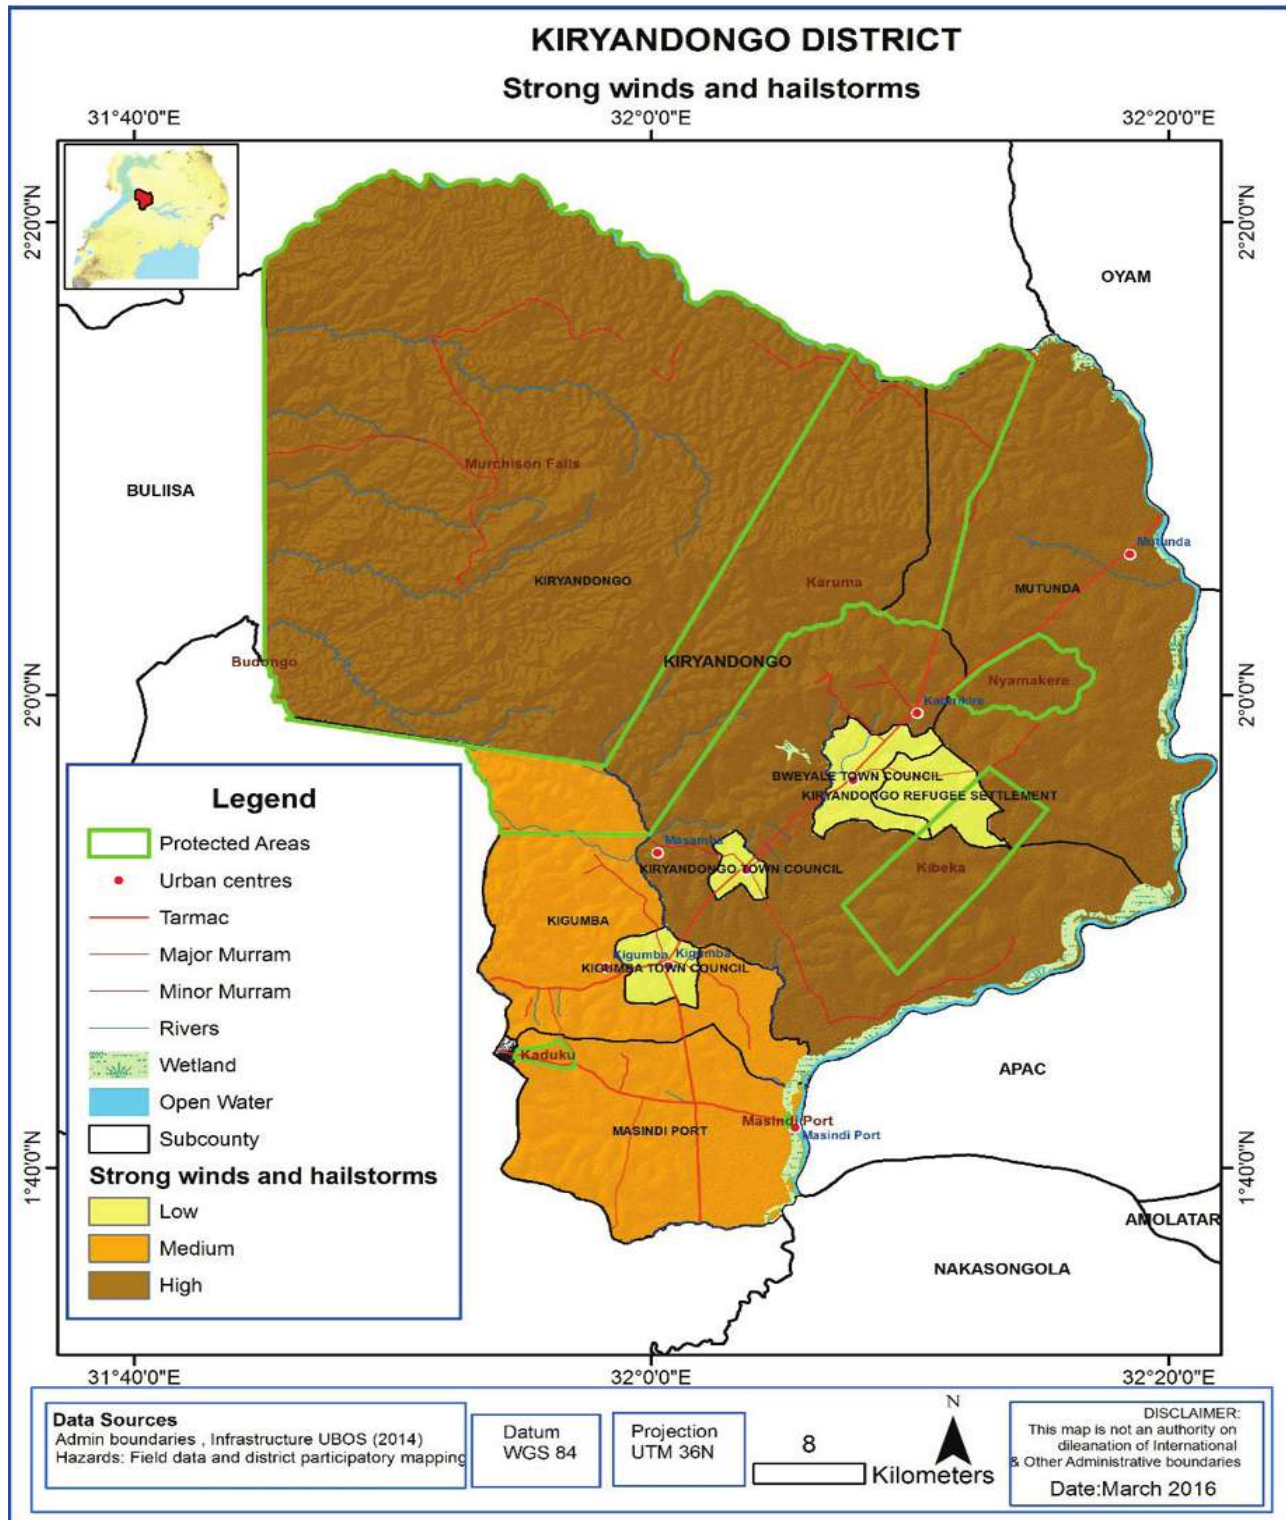 KIRYANDONGO DISTRICT
Strong winds and hailstorms
31°40'0"E
32°0'0"E
32°20'0"E
2°20'0"N
2°20'0"N
OYAM
Murchison Falls
BULIISA
Mutunda
KIRYANDONGO
Karuma
MUTUNDA
Budongo
KIRYANDONGO
Nyamakere
2°0'0"N
2°0'0"N
BWEYALE TOWN COUNCIL
KIRYANDONGO REFUGEE SETTLEMENT
Masamba
KIRYANDONGO TOWN COUNCIL
Kibeka
KIGUMBA
Kigumba
Kigumba
KIGUMBA TOWN COUNCIL
Kaduku
APAC
MASINDI PORT
Masindi Port
Masindi Port
1°40'0"N
1°40'0"N
AMOLATAR
NAKASONGOLA
Legend
Protected Areas
Urban centres
Tarmac
Major Murram
Minor Murram
Rivers
Wetland
Open Water
Subcounty
Strong winds and hailstorms
Low
Medium
High
31°40'0"E
32°0'0"E
32°20'0"E
Data Sources
Admin boundaries , Infrastructure UBOS (2014)
Hazards: Field data and district participatory mapping
Datum
WGS 84
Projection
UTM 36N
8
Kilometers
N
DISCLAIMER:
This map is not an authority on
dileanation of International
& Other Administrative boundaries
Date:March 2016